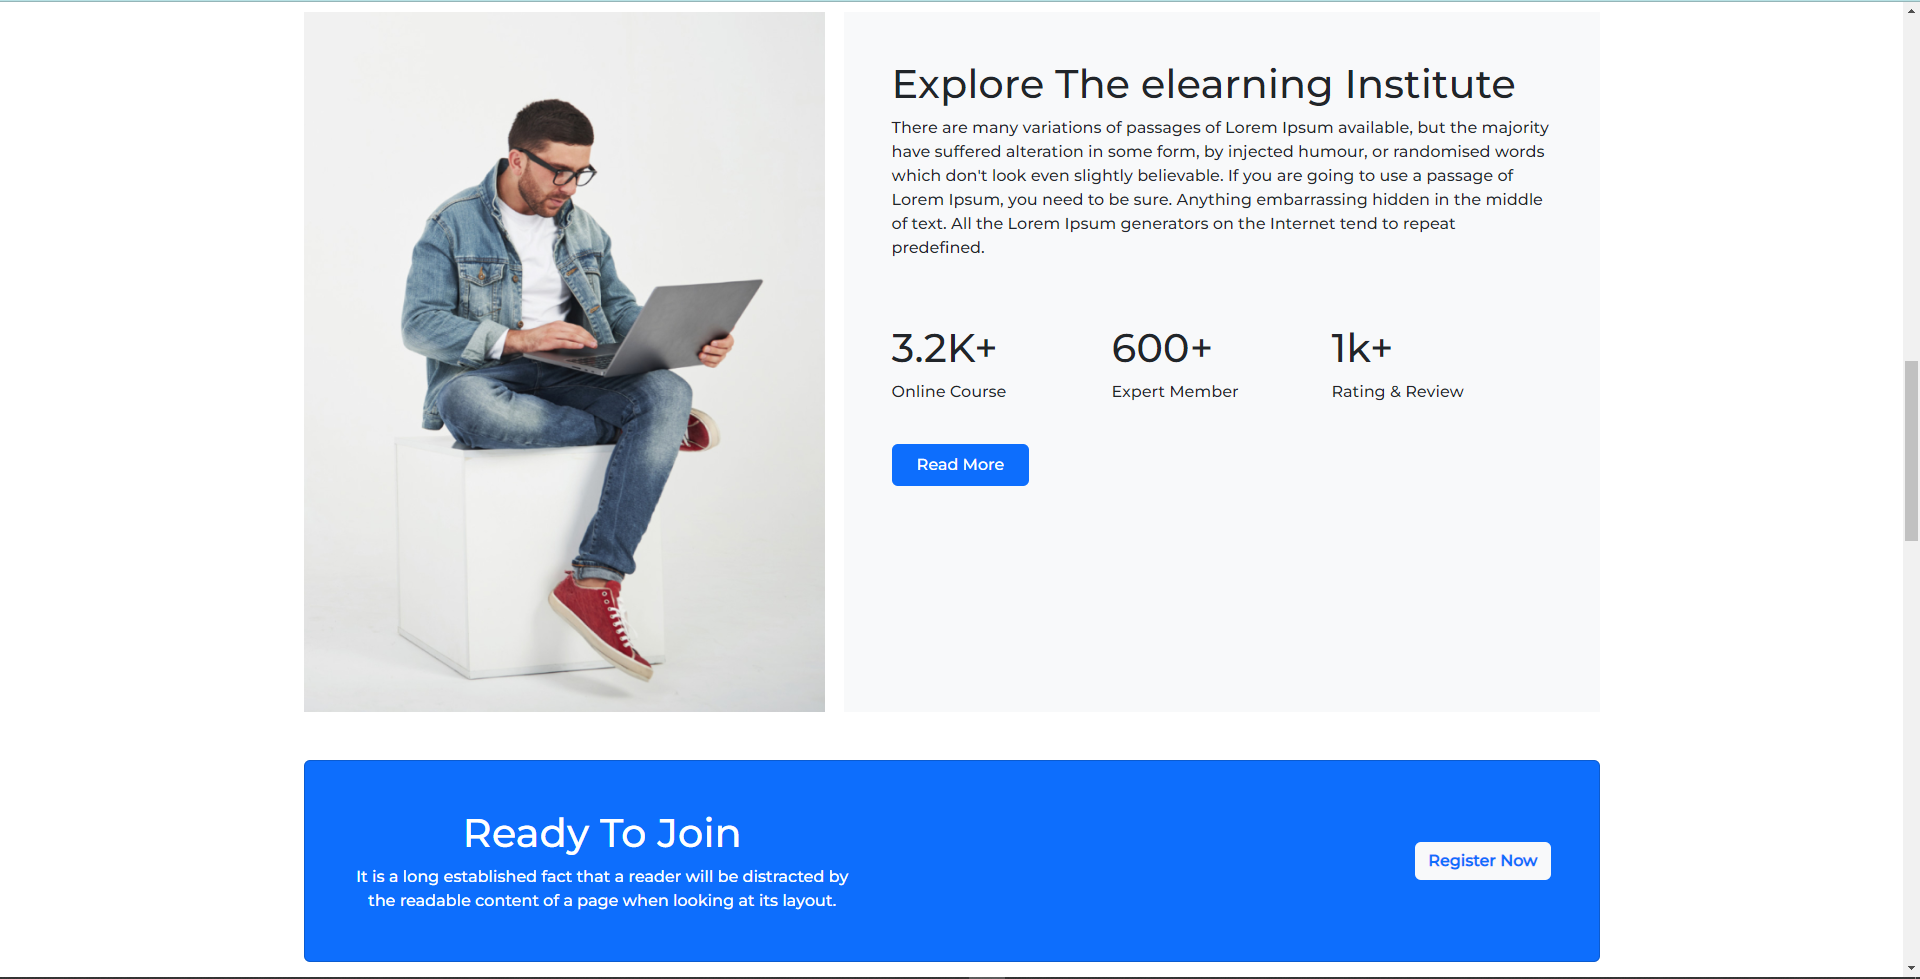 Explore The elearning Institute
There are many variations of passages of Lorem Ipsum available, but the majority
have suffered alteration in some form, by injected humour, or randomised words
which don't look even slightly believable. If you are going to use a passage of
Lorem Ipsum, you need to be sure. Anything embarrassing hidden in the middle
of text. All the Lorem Ipsum generators on the Internet tend to repeat
predefined.
3.2K+
Online Course
600+
Expert Member
1k+
Rating & Review
Read More
Ready To Join
It is a long established fact that a reader will be distracted by
the readable content of a page when looking at its layout.
Register Now